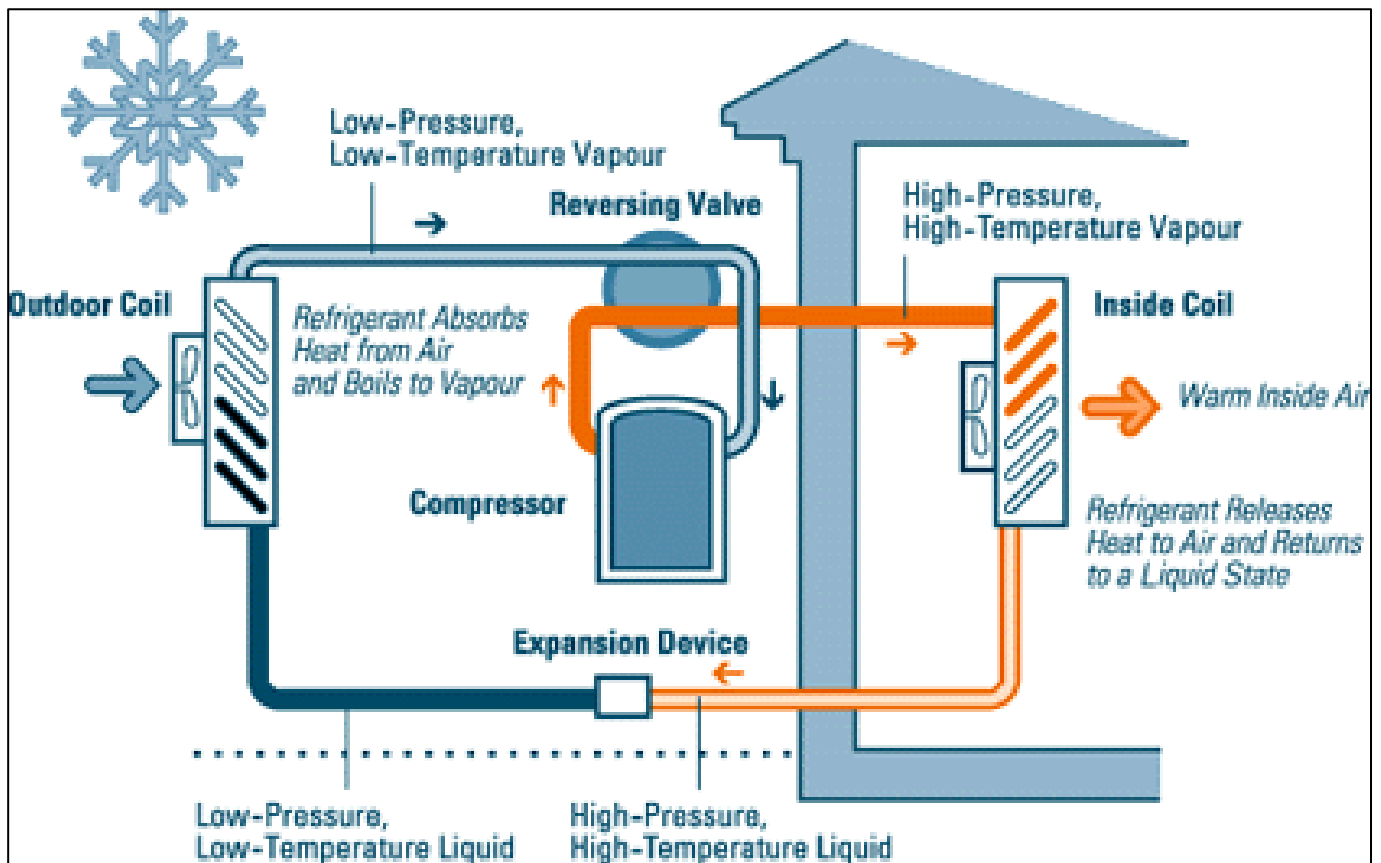 Low-Pressure,
Low-Temperature Vapour
Reversing Valve
High-Pressure,
High-Temperature Vapour
Outdoor Coil
Refrigerant Absorbs
Heat from Air
and Boils to Vapour
Inside Coil
Warm Inside Air
Compressor
Refrigerant Releases
Heat to Air and Returns
to a Liquid State
Expansion Device
Low-Pressure,
Low-Temperature Liquid
High-Pressure,
High-Temperature Liquid